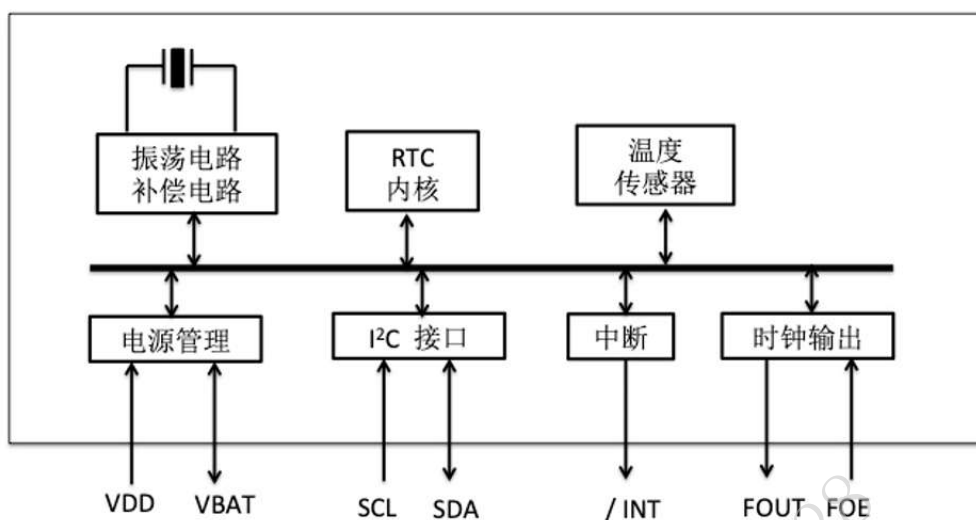 振荡电路
补偿电路
RTC
内核
温度
传感器
电源管理
I²C 接口
中断
时钟输出
VDD
VBAT
SCL
SDA
/ INT
FOUT
FOE